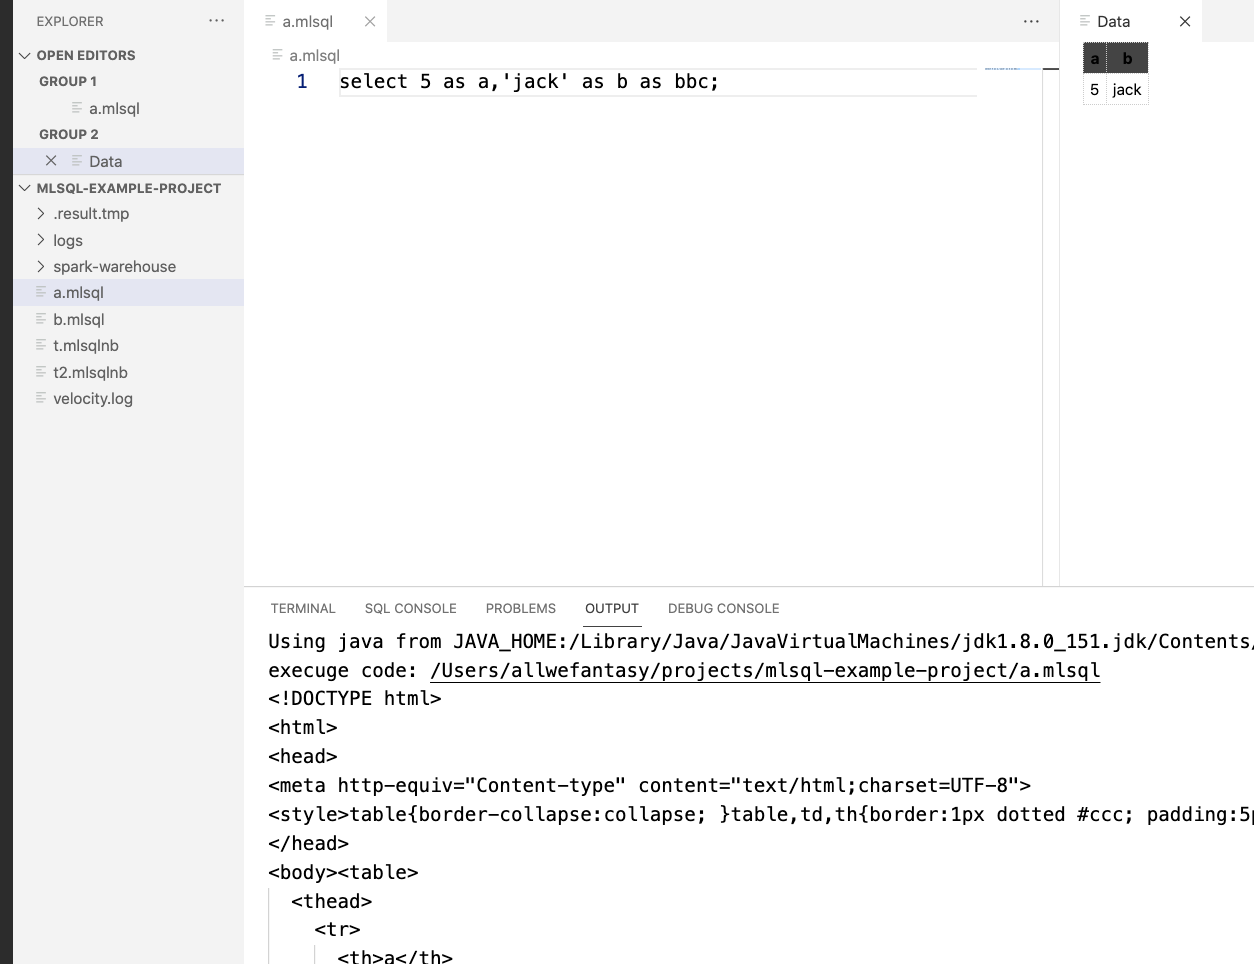 EXPLORER
OPEN EDITORS
GROUP 1
a.mlsql
GROUP 2
Data
MLSQL-EXAMPLE-PROJECT
.result.tmp
logs
spark-warehouse
a.mlsql
b.mlsql
t.mlsqlnb
t2.mlsqlnb
velocity.log
a.mlsql
a.mlsql
1 select 5 as a,'jack' as b as bbc;
Data
a b
5 jack
TERMINAL SQL CONSOLE PROBLEMS OUTPUT DEBUG CONSOLE
Using java from JAVA_HOME:/Library/Java/JavaVirtualMachines/jdk1.8.0_151.jdk/Contents/
execuge code: /Users/allwefantasy/projects/mlsql-example-project/a.mlsql
<!DOCTYPE html>
<html>
<head>
<meta http-equiv="Content-type" content="text/html;charset=UTF-8">
<style>table{border-collapse:collapse; }table,td,th{border:1px dotted #ccc; padding:5p
</head>
<body><table>
<thead>
<tr>
<th>a</th>